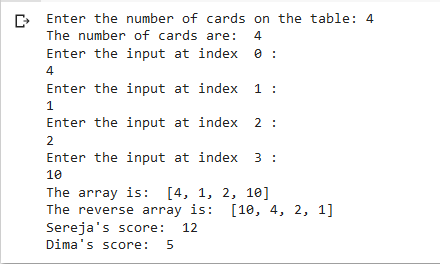 Enter the number of cards on the table: 4
The number of cards are:  4
Enter the input at index  0 :
4
Enter the input at index  1 :
1
Enter the input at index  2 :
2
Enter the input at index  3 :
10
The array is:  [4, 1, 2, 10]
The reverse array is:  [10, 4, 2, 1]
Sereja's score:  12
Dima's score:  5